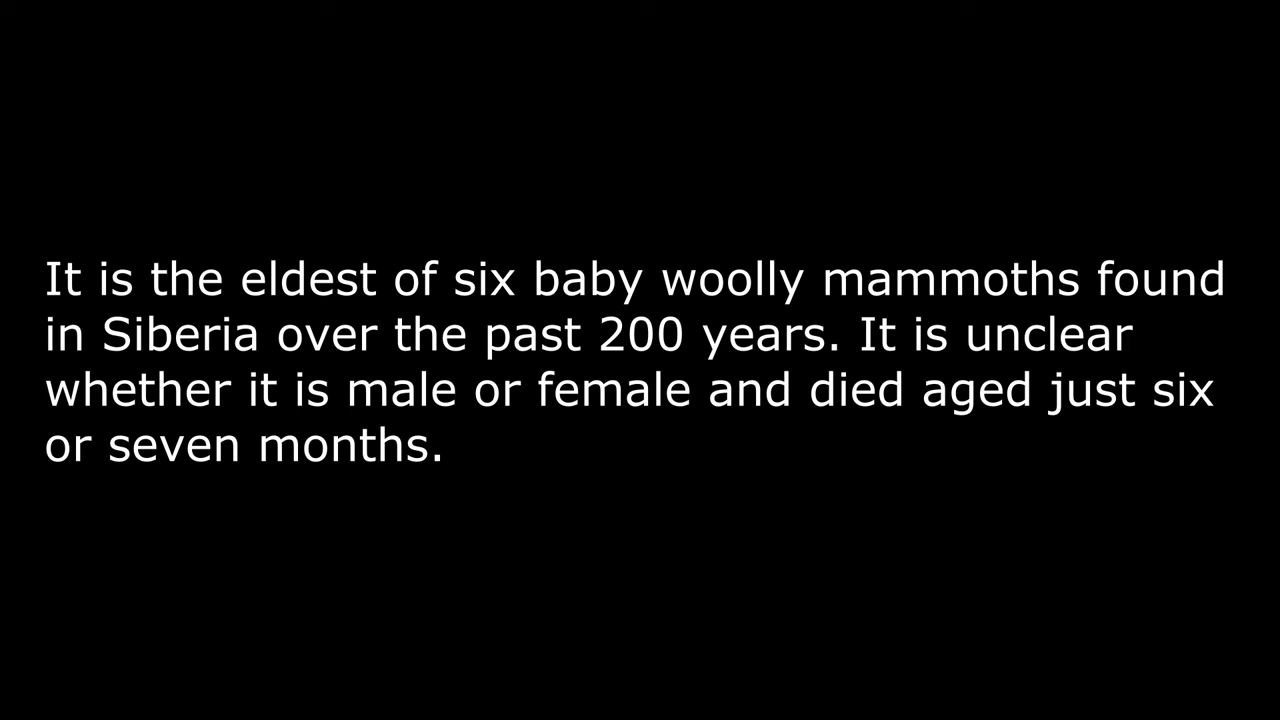 It is the eldest of six baby woolly mammoths found
in Siberia over the past 200 years. It is unclear
whether it is male or female and died aged just six
or seven months.